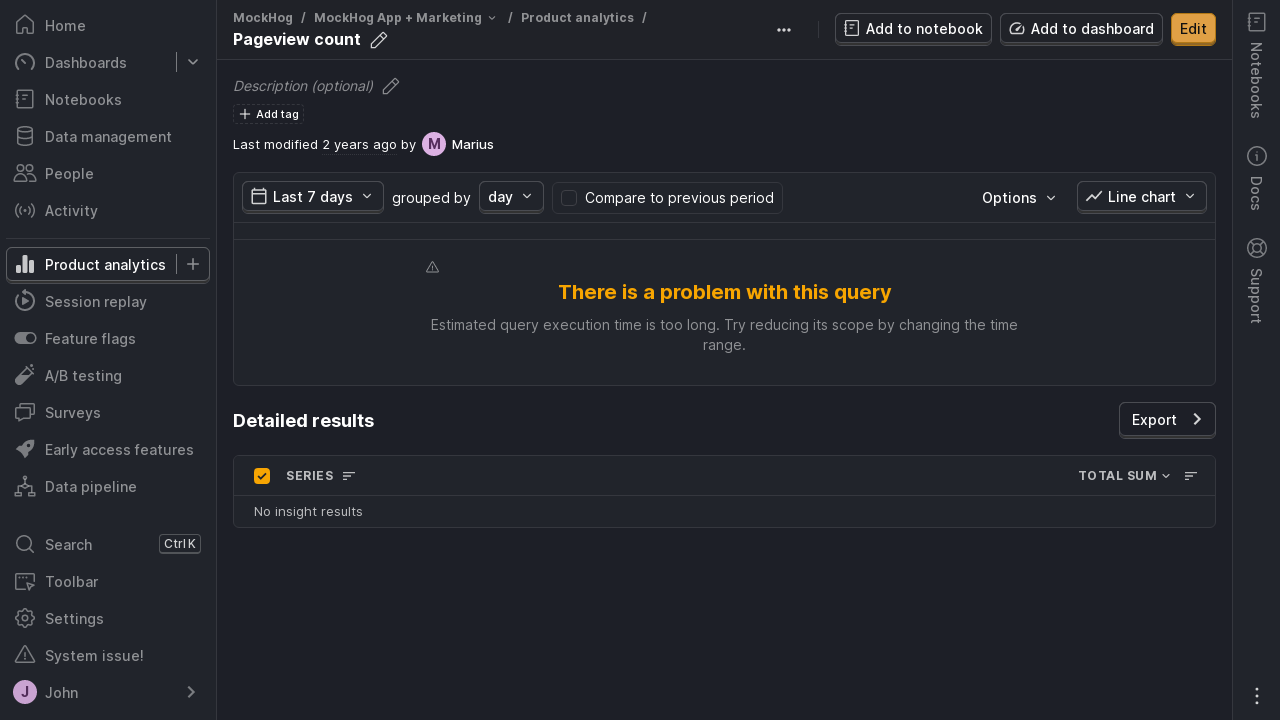 Home
Dashboards
Notebooks
Data management
People
Activity
Product analytics
Session replay
Feature flags
A/B testing
Surveys
Early access features
Data pipeline
Search Ctrl K
Toolbar
Settings
System issue!
J John
MockHog / MockHog App + Marketing / Product analytics /
Pageview count
Add to notebook
Add to dashboard
Edit
Description (optional)
Add tag
Last modified 2 years ago by M Marius
Last 7 days grouped by day Compare to previous period Options Line chart
There is a problem with this query
Estimated query execution time is too long. Try reducing its scope by changing the time
range.
Detailed results
Export
SERIES TOTAL SUM
No insight results
Notebooks
Docs
Support